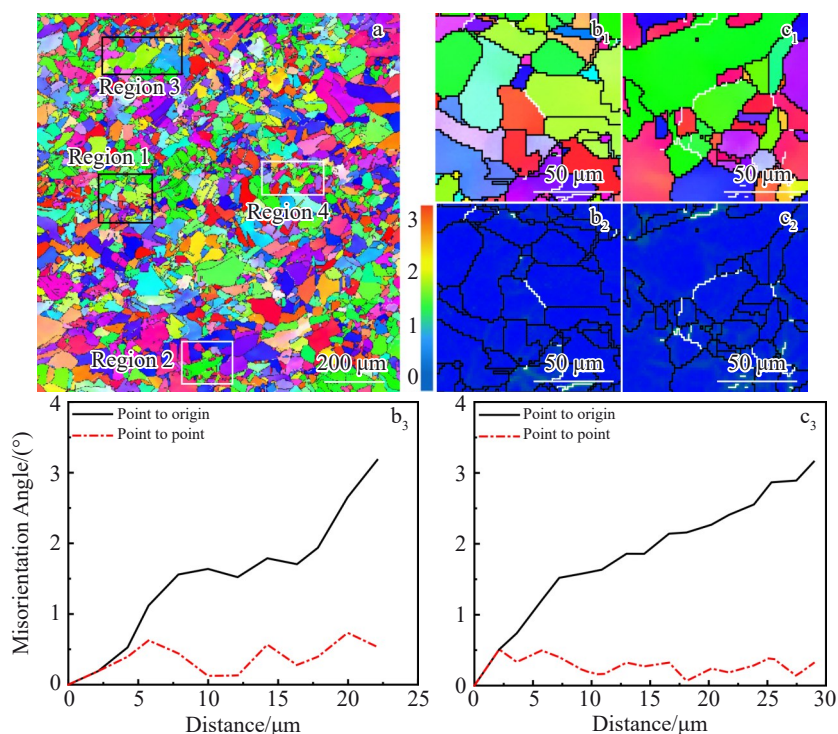 a
Region 3
Region 1
Region 4
Region 2
200 μm
3
2
1
0
b1
50 μm
c1
50 μm
b2
50 μm
c2
50 μm
b3
Point to origin
Point to point
Misorientation Angle/(°)
4
3
2
1
0
0 5 10 15 20 25
Distance/μm
c3
Point to origin
Point to point
4
3
2
1
0
0 5 10 15 20 25 30
Distance/μm